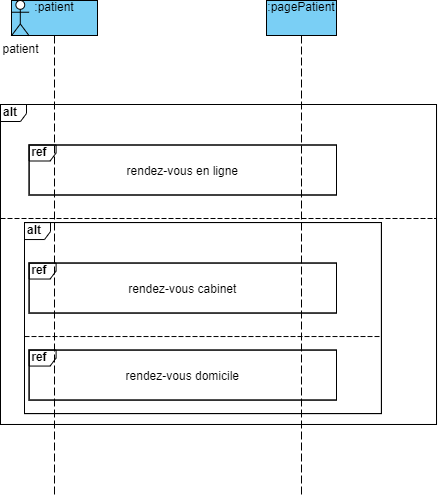 :patient
:pagePatient
patient
alt
ref
rendez-vous en ligne
alt
ref
rendez-vous cabinet
ref
rendez-vous domicile